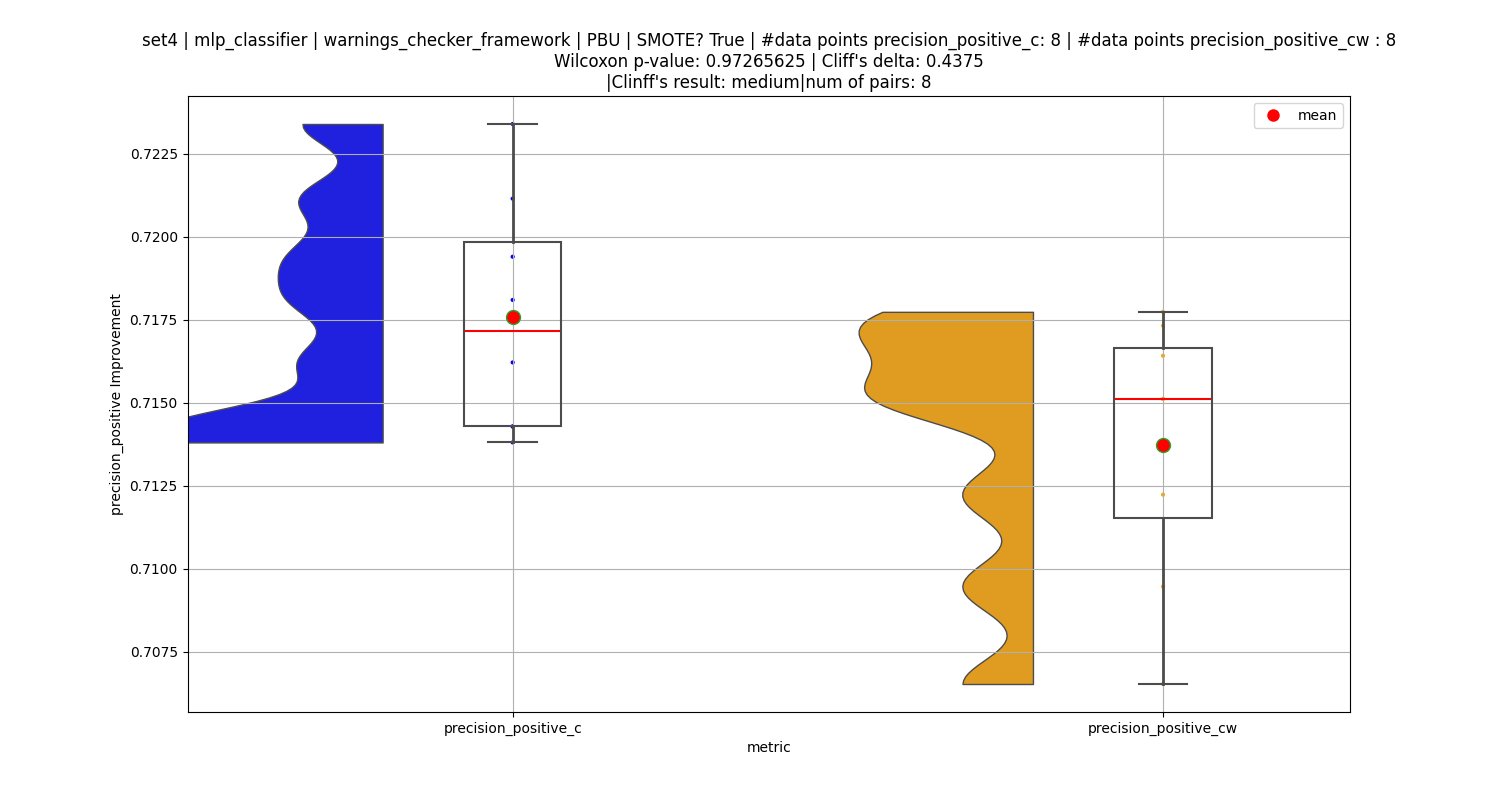 set4 | mlp_classifier | warnings_checker_framework | PBU | SMOTE? True | #data points precision_positive_c: 8 | #data points precision_positive_cw : 8
Wilcoxon p-value: 0.97265625 | Cliff's delta: 0.4375
|Clinff's result: medium|num of pairs: 8
mean
0.7225
0.7200
0.7175
0.7150
0.7125
0.7100
0.7075
precision_positive Improvement
precision_positive_c
precision_positive_cw
metric